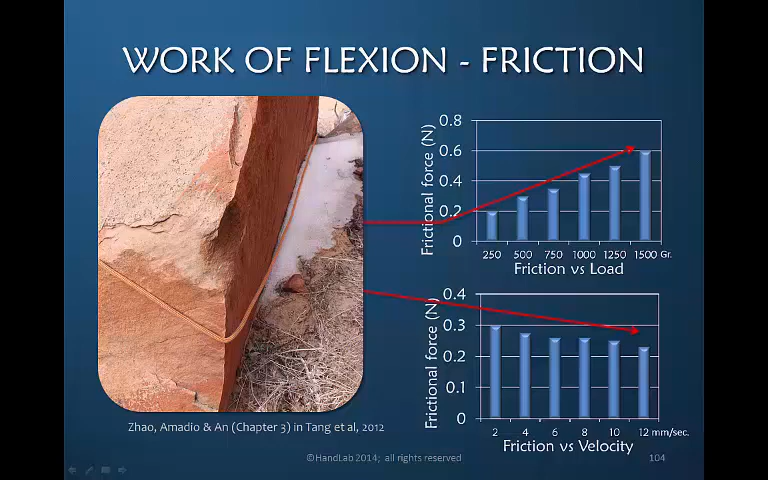 WORK OF FLEXION - FRICTION
Frictional force (N)
0.8
0.6
0.4
0.2
0
250 500 750 1000 1250 1500 Gr.
Friction vs Load
Frictional force (N)
0.4
0.3
0.2
0.1
0
2 4 6 8 10 12 mm/sec.
Friction vs Velocity
Zhao, Amadio & An (Chapter 3) in Tang et al, 2012
©HandLab 2014; all rights reserved
104